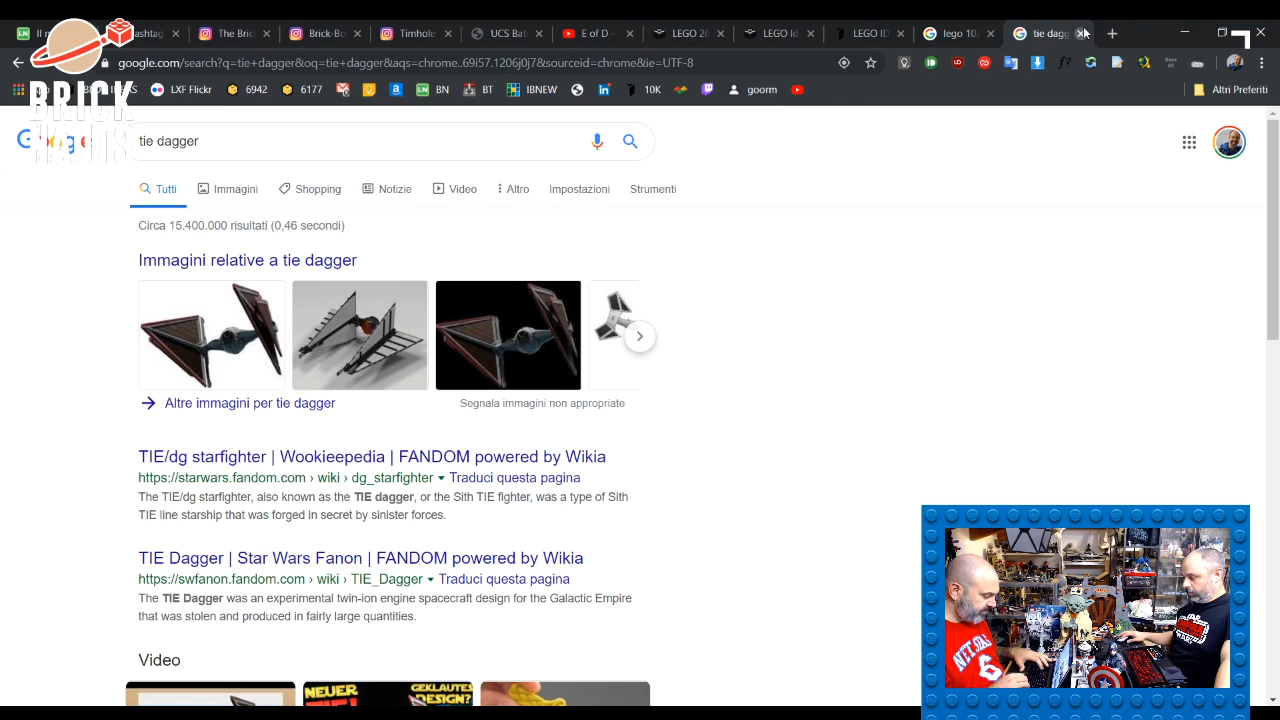 Il m
ashtag
The Bric
Brick-Bo
Timhole
UCS Bat
E of D -
LEGO 20
LEGO Id
LEGO ID
lego 10
tie dagg
google.com/search?q=tie+dagger&oq=tie+dagger&aqs=chrome..69i57.1206j0j7&sourceid=chrome&ie=UTF-8
LXF Flickr
6942
6177
BN
BT
IBNEW
10K
goorm
Altri Preferiti
BRICK
NAUTS
tie dagger
Tutti
Immagini
Shopping
Notizie
Video
Altro
Impostazioni
Strumenti
Circa 15.400.000 risultati (0,46 secondi)
Immagini relative a tie dagger
Altre immagini per tie dagger
Segnala immagini non appropriate
TIE/dg starfighter | Wookieepedia | FANDOM powered by Wikia
https://starwars.fandom.com › wiki › dg_starfighter ▾ Traduci questa pagina
The TIE/dg starfighter, also known as the TIE dagger, or the Sith TIE fighter, was a type of Sith
TIE line starship that was forged in secret by sinister forces.
TIE Dagger | Star Wars Fanon | FANDOM powered by Wikia
https://swfanon.fandom.com › wiki › TIE_Dagger ▾ Traduci questa pagina
The TIE Dagger was an experimental twin-ion engine spacecraft design for the Galactic Empire
that was stolen and produced in fairly large quantities.
Video
NEUER
GEKLAUTES
DESIGN?
6